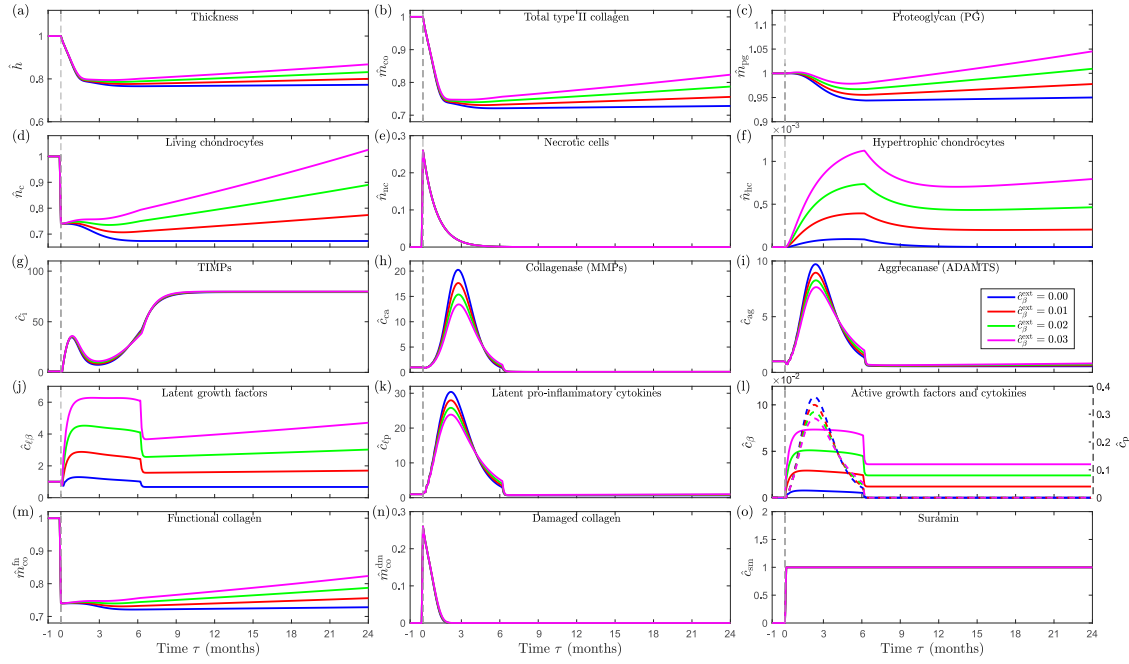 (a) Thickness
1
0.8
0.6
ĥ
(b) Total type II collagen
1
0.9
0.8
0.7
m̂co
(c) Proteoglycan (PG)
1.1
1.05
1
0.95
0.9
m̂pg
(d) Living chondrocytes
1
0.9
0.8
0.7
n̂c
(e) Necrotic cells
0.3
0.2
0.1
0
n̂nc
(f) Hypertrophic chondrocytes
×10-3
1
0.5
0
n̂hc
(g) TIMPs
100
50
0
ĉi
(h) Collagenase (MMPs)
20
15
10
5
0
ĉca
(i) Aggrecanase (ADAMTS)
10
5
0
ĉag
ĉβext = 0.00
ĉβext = 0.01
ĉβext = 0.02
ĉβext = 0.03
(j) Latent growth factors
6
4
2
0
ĉℓβ
(k) Latent pro-inflammatory cytokines
30
20
10
0
ĉℓp
(l) Active growth factors and cytokines
×10-2
10
5
0
ĉβ
0.4
0.3
0.2
0.1
0
ĉp
(m) Functional collagen
1
0.9
0.8
0.7
m̂cofn
-1 0 3 6 9 12 15 18 21 24
Time τ (months)
(n) Damaged collagen
0.3
0.2
0.1
0
m̂codm
-1 0 3 6 9 12 15 18 21 24
Time τ (months)
(o) Suramin
2
1.5
1
0.5
0
ĉsm
-1 0 3 6 9 12 15 18 21 24
Time τ (months)